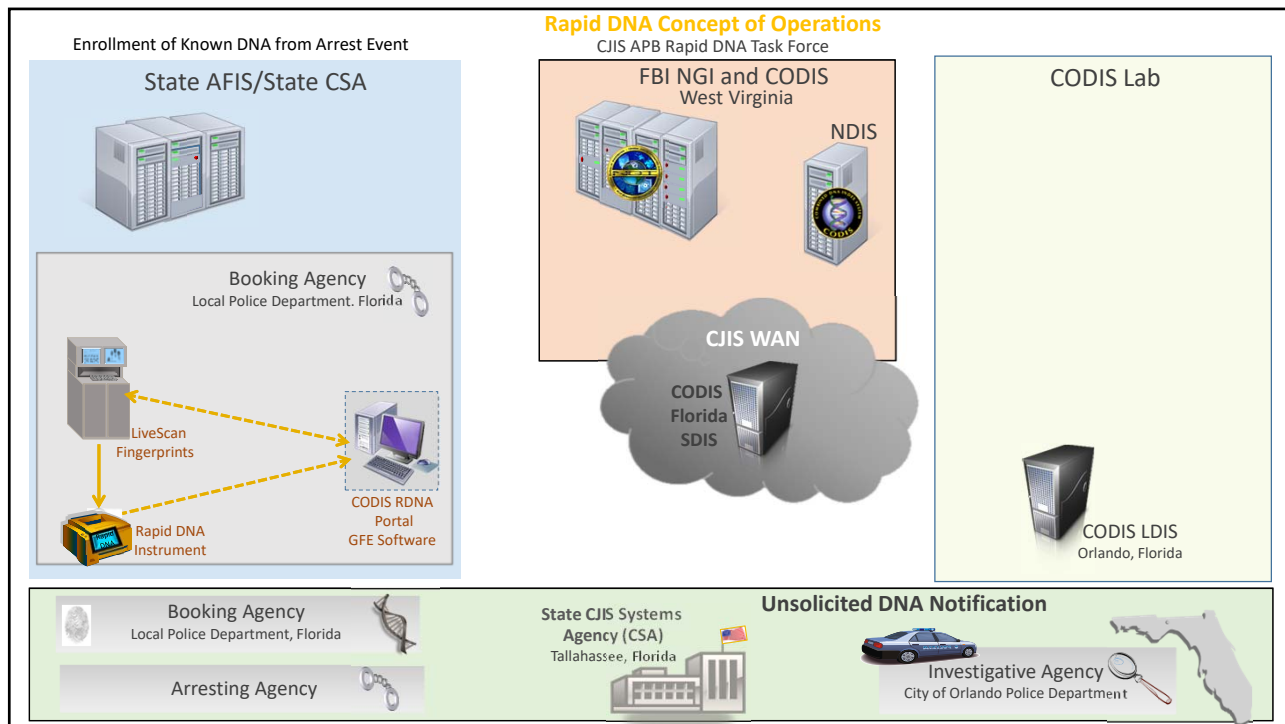 Rapid DNA Concept of Operations
CJIS APB Rapid DNA Task Force
Enrollment of Known DNA from Arrest Event
State AFIS/State CSA
Booking Agency
Local Police Department. Florida
LiveScan
Fingerprints
Rapid DNA
Instrument
CODIS RDNA
Portal
GFE Software
FBI NGI and CODIS
West Virginia
NDIS
CODIS
CJIS WAN
CODIS
Florida
SDIS
CODIS Lab
CODIS LDIS
Orlando, Florida
Booking Agency
Local Police Department, Florida
Arresting Agency
State CJIS Systems
Agency (CSA)
Tallahassee, Florida
Unsolicited DNA Notification
Investigative Agency
City of Orlando Police Department